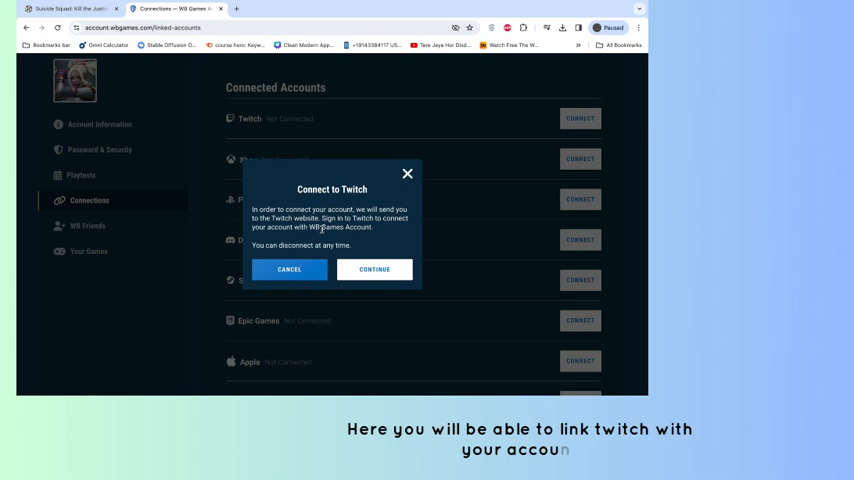 Suicide Squad: Kill the Justic
Connections — WB Games A
account.wbgames.com/linked-accounts
Paused
Bookmarks bar
Omni Calculator
Stable Diffusion O...
course hero: Keyw...
Clean Modern App...
+19143384117 US...
Tere Jeya Hor Disd...
Watch Free The W...
All Bookmarks
Account Information
Password & Security
Playtests
Connections
WB Friends
Your Games
Connected Accounts
Twitch Not Connected CONNECT
CONNECT
P CONNECT
D CONNECT
S CONNECT
Epic Games Not Connected CONNECT
Apple Not Connected CONNECT
Connect to Twitch
In order to connect your account, we will send you
to the Twitch website. Sign in to Twitch to connect
your account with WB Games Account.
You can disconnect at any time.
CANCEL CONTINUE
Here you will be able to link twitch with
your accoun